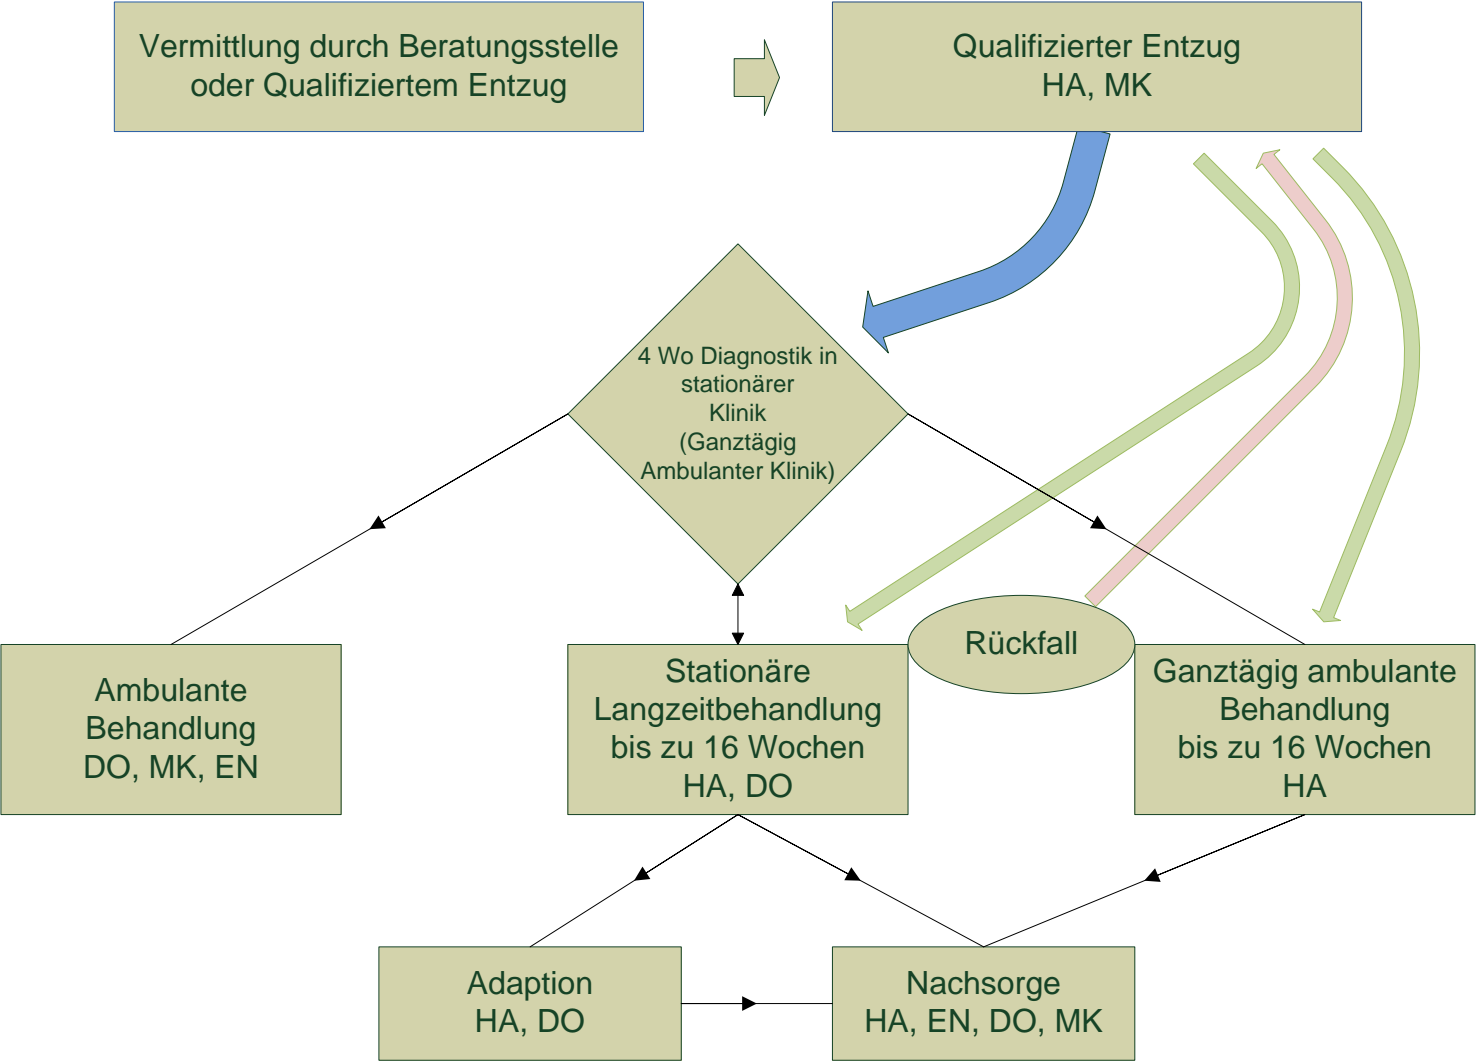 Vermittlung durch Beratungsstelle
oder Qualifiziertem Entzug
Qualifizierter Entzug
HA, MK
4 Wo Diagnostik in
stationärer
Klinik
(Ganztägig
Ambulanter Klinik)
Rückfall
Ambulante
Behandlung
DO, MK, EN
Stationäre
Langzeitbehandlung
bis zu 16 Wochen
HA, DO
Ganztägig ambulante
Behandlung
bis zu 16 Wochen
HA
Adaption
HA, DO
Nachsorge
HA, EN, DO, MK